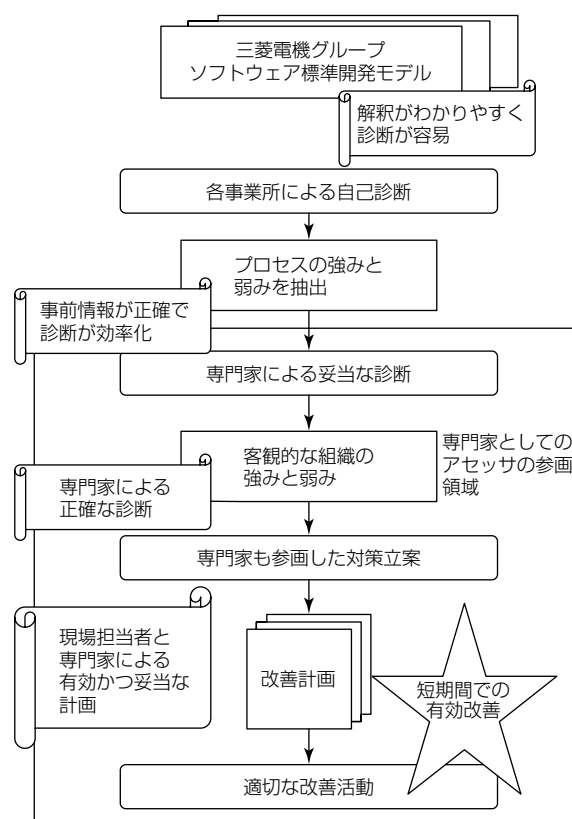 三菱電機グループ
ソフトウェア標準開発モデル
解釈がわかりやすく
診断が容易
各事業所による自己診断
プロセスの強みと
弱みを抽出
事前情報が正確で
診断が効率化
専門家による妥当な診断
客観的な組織の
強みと弱み
専門家としての
アセッサの参画
領域
専門家による
正確な診断
専門家も参画した対策立案
現場担当者と
専門家による
有効かつ妥当な
計画
改善計画
短期間での
有効改善
適切な改善活動